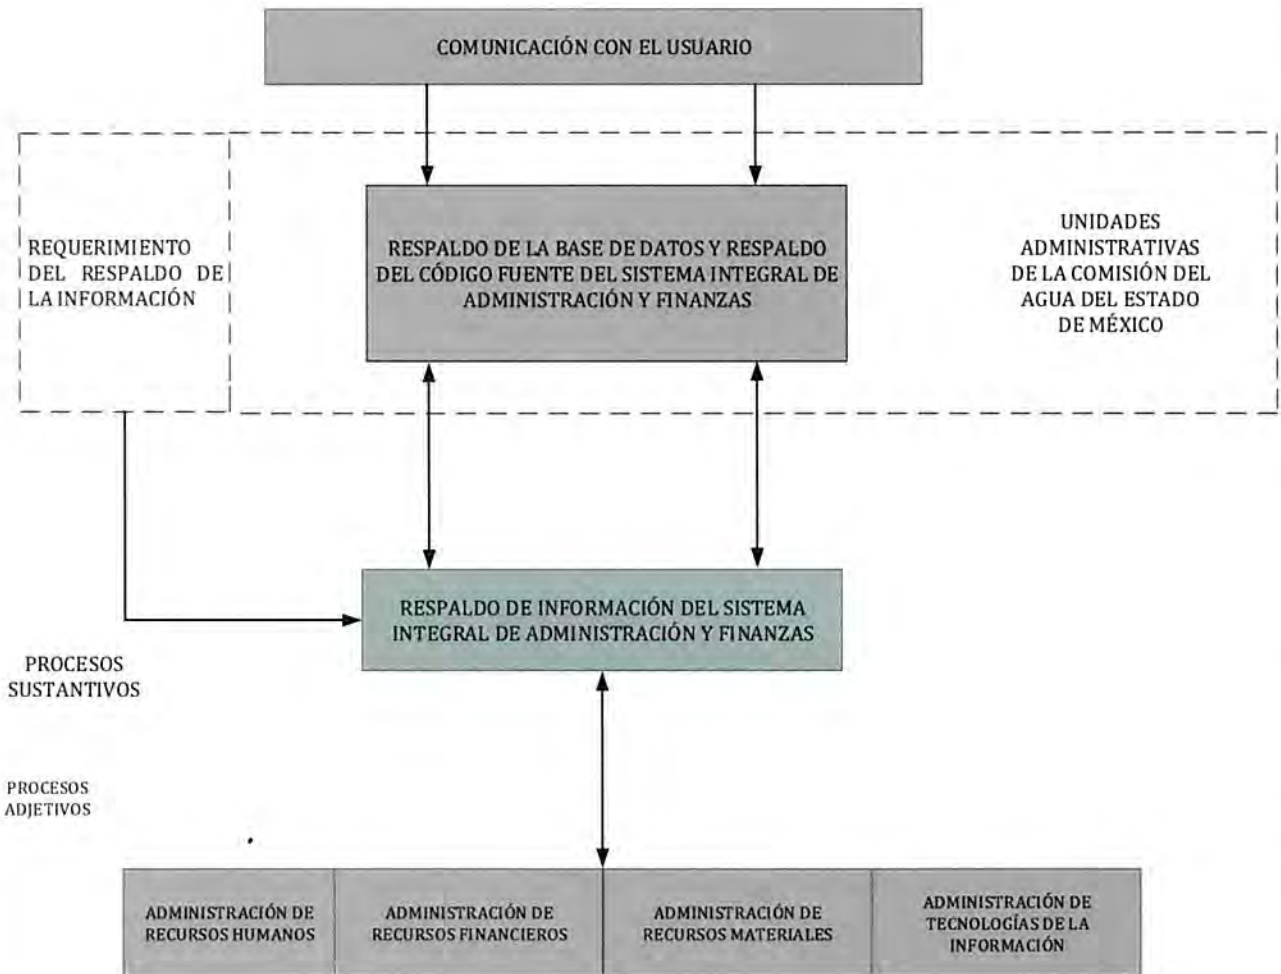 COMUNICACIÓN CON EL USUARIO
REQUERIMIENTO
DEL RESPALDO DE
LA INFORMACIÓN
RESPALDO DE LA BASE DE DATOS Y RESPALDO
DEL CÓDIGO FUENTE DEL SISTEMA INTEGRAL DE
ADMINISTRACIÓN Y FINANZAS
UNIDADES
ADMINISTRATIVAS
DE LA COMISIÓN DEL
AGUA DEL ESTADO
DE MÉXICO
RESPALDO DE INFORMACIÓN DEL SISTEMA
INTEGRAL DE ADMINISTRACIÓN Y FINANZAS
PROCESOS
SUSTANTIVOS
PROCESOS
ADJETIVOS
ADMINISTRACIÓN DE
RECURSOS HUMANOS
ADMINISTRACIÓN DE
RECURSOS FINANCIEROS
ADMINISTRACIÓN DE
RECURSOS MATERIALES
ADMINISTRACIÓN DE
TECNOLOGÍAS DE LA
INFORMACIÓN